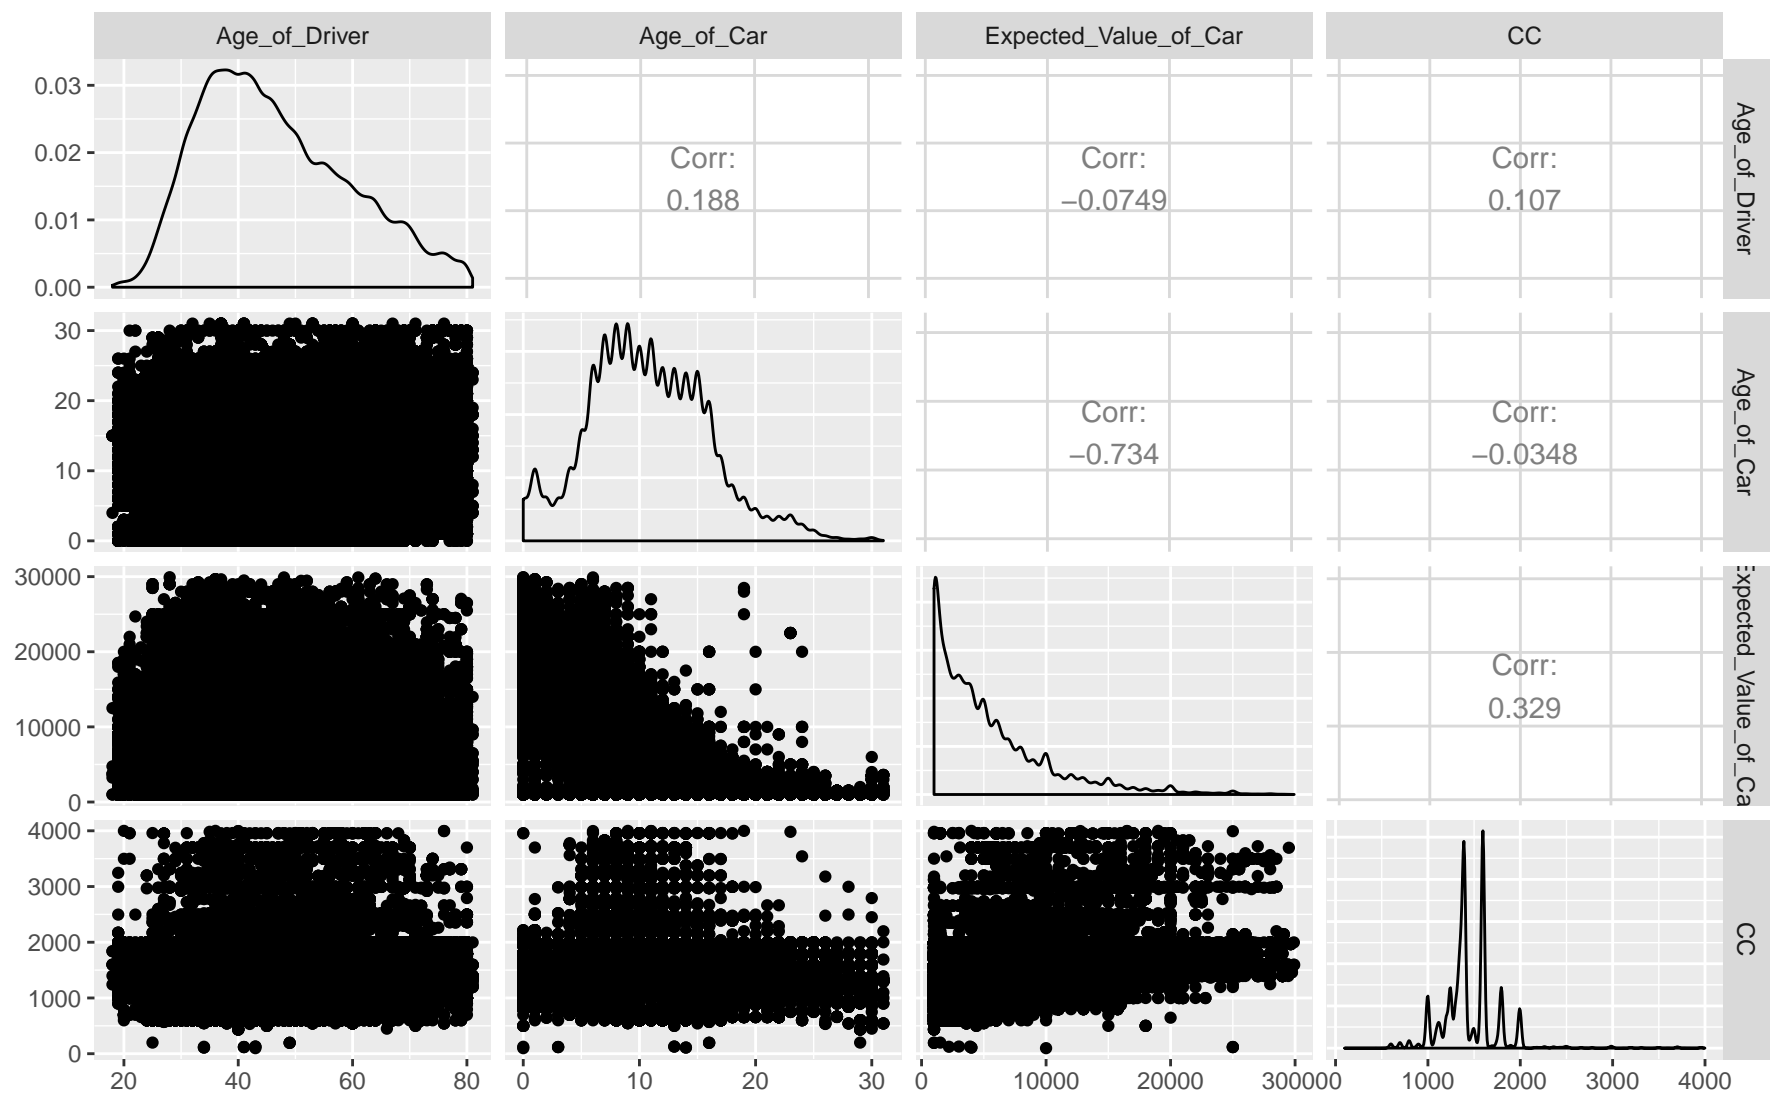 Age_of_Driver
Age_of_Car
Expected_Value_of_Car
CC
0.03
0.02
0.01
0.00
Corr:
0.188
Corr:
−0.0749
Corr:
0.107
Age_of_Driver
30
20
10
0
Corr:
−0.734
Corr:
−0.0348
Age_of_Car
30000
20000
10000
0
Corr:
0.329
Expected_Value_of_Ca
4000
3000
2000
1000
0
CC
20 40 60 80
0 10 20 30
0 10000 20000 30000
0 1000 2000 3000 4000